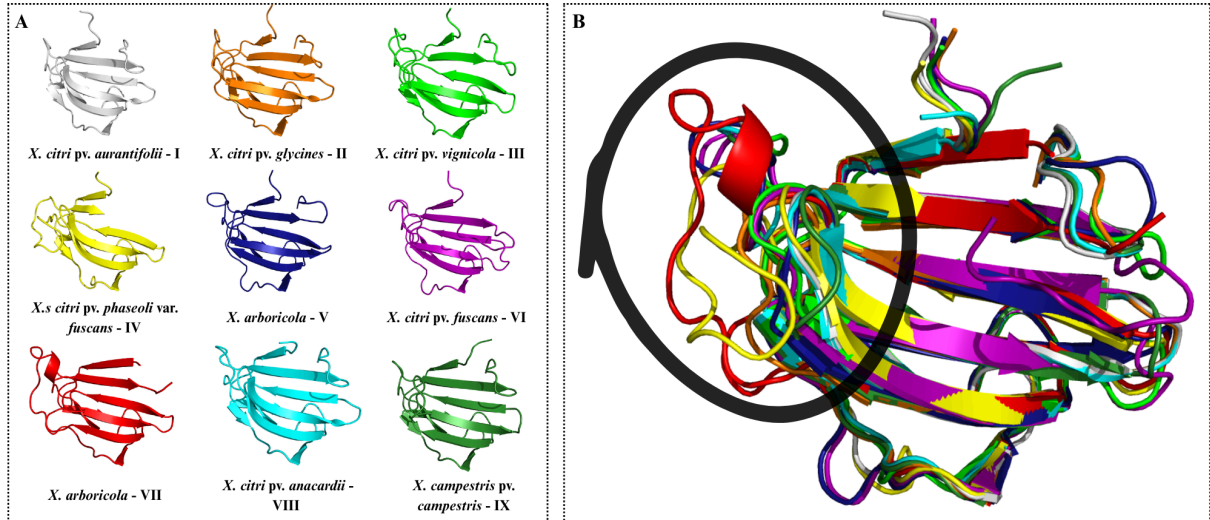 A
B
X. citri pv. aurantifolii - I
X. citri pv. glycines - II
X. citri pv. vignicola - III
X.s citri pv. phaseoli var.
fuscans - IV
X. arboricola - V
X. citri pv. fuscans - VI
X. arboricola - VII
X. citri pv. anacardii -
VIII
X. campestris pv.
campestris - IX